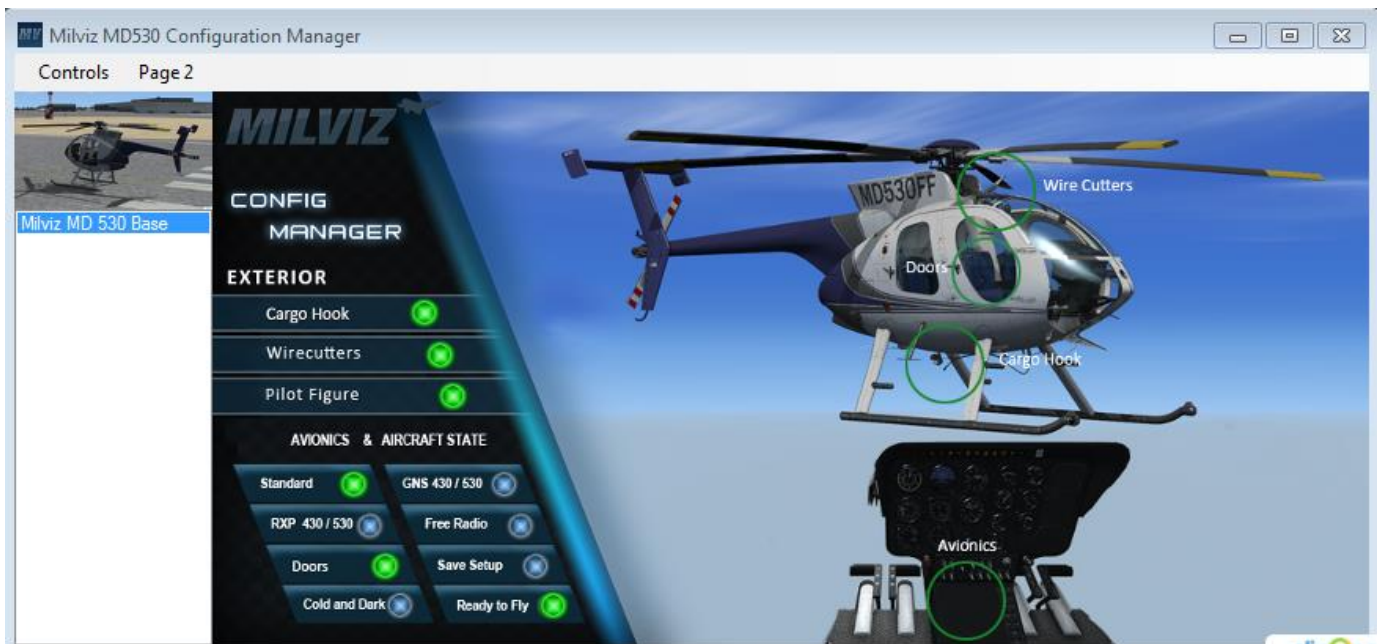 Milviz MD530 Configuration Manager
Controls Page 2
Milviz MD 530 Base
MILVIZ
CONFIG
MANAGER
EXTERIOR
Cargo Hook
Wirecutters
Pilot Figure
AVIONICS & AIRCRAFT STATE
Standard GNS 430 / 530
RXP 430 / 530 Free Radio
Doors Save Setup
Cold and Dark Ready to Fly
MD530FF
Wire Cutters
Doors
Cargo Hook
Avionics